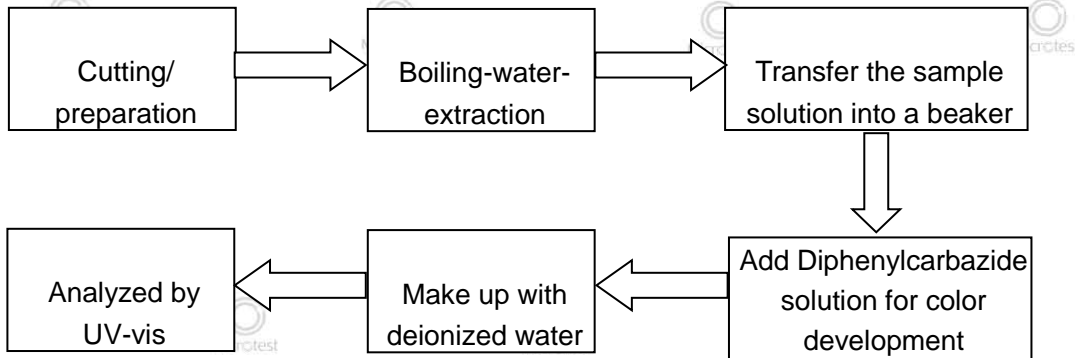 Cutting/
preparation
Boiling-water-
extraction
Transfer the sample
solution into a beaker
Add Diphenylcarbazide
solution for color
development
Make up with
deionized water
Analyzed by
UV-vis